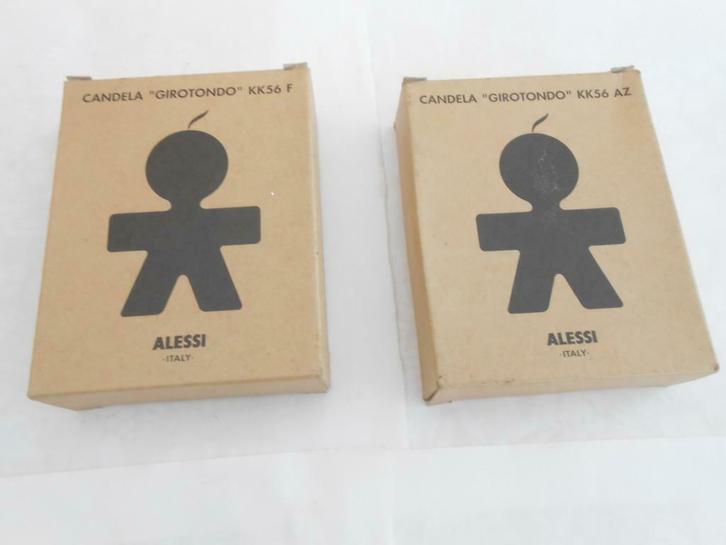 CANDELA "GIROTONDO" KK56 F
ALESSI
-ITALY-
CANDELA "GIROTONDO" KK56 AZ
ALESSI
-ITALY-